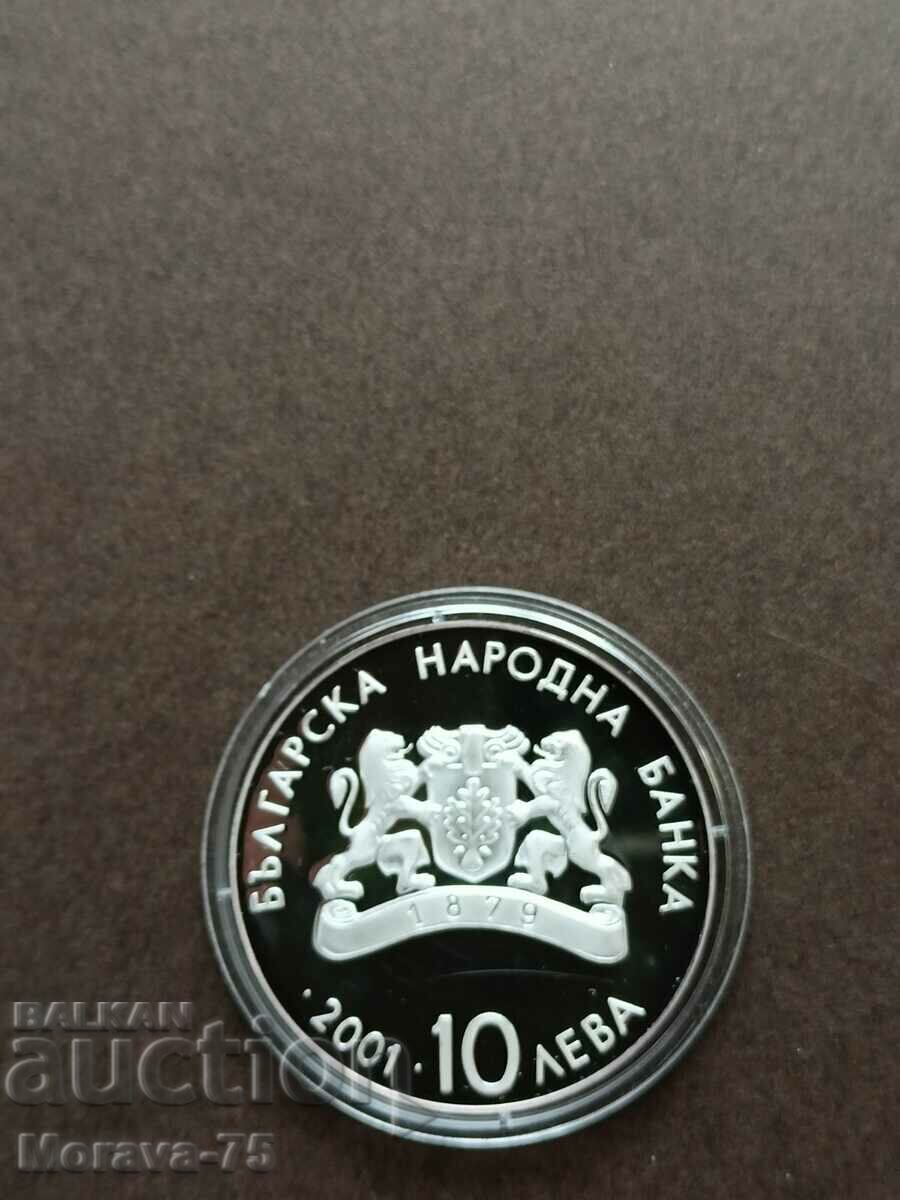 БЪЛГАРСКА НАРОДНА БАНКА
1879
· 2001 · 10 ЛЕВА
BALKAN
auction
Morava-75